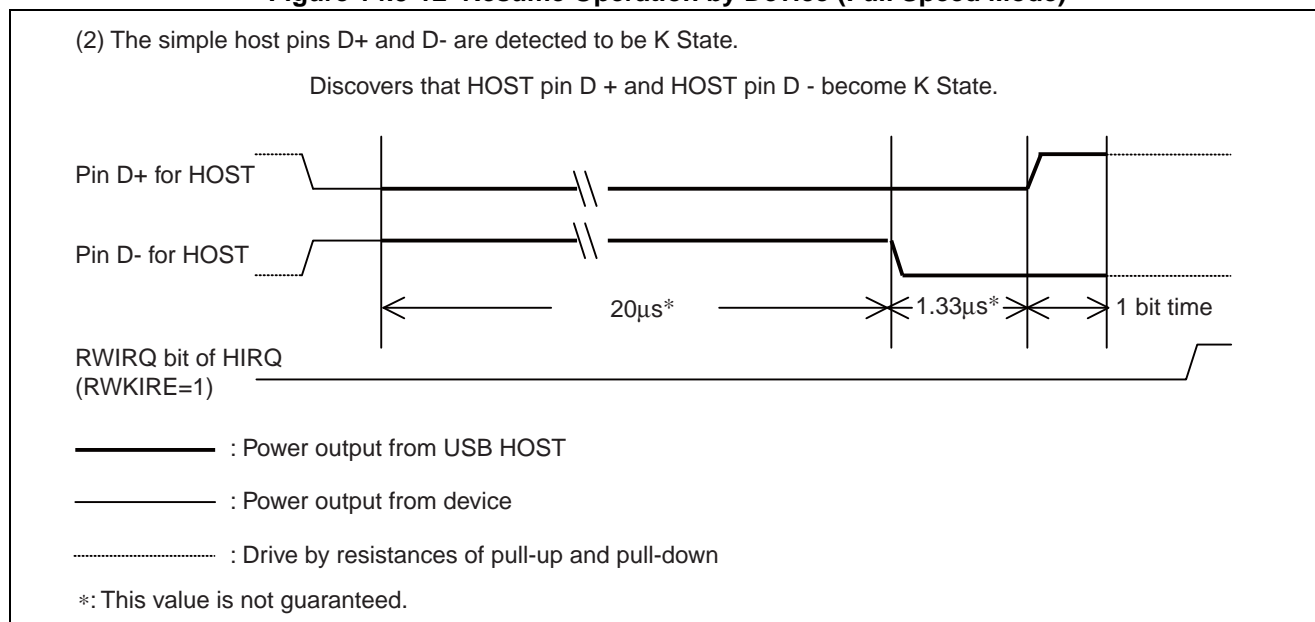 (2) The simple host pins D+ and D- are detected to be K State.
Discovers that HOST pin D + and HOST pin D - become K State.
Pin D+ for HOST
Pin D- for HOST
20µs*
1.33µs*
1 bit time
RWIRQ bit of HIRQ
(RWKIRE=1)
: Power output from USB HOST
: Power output from device
: Drive by resistances of pull-up and pull-down
*: This value is not guaranteed.